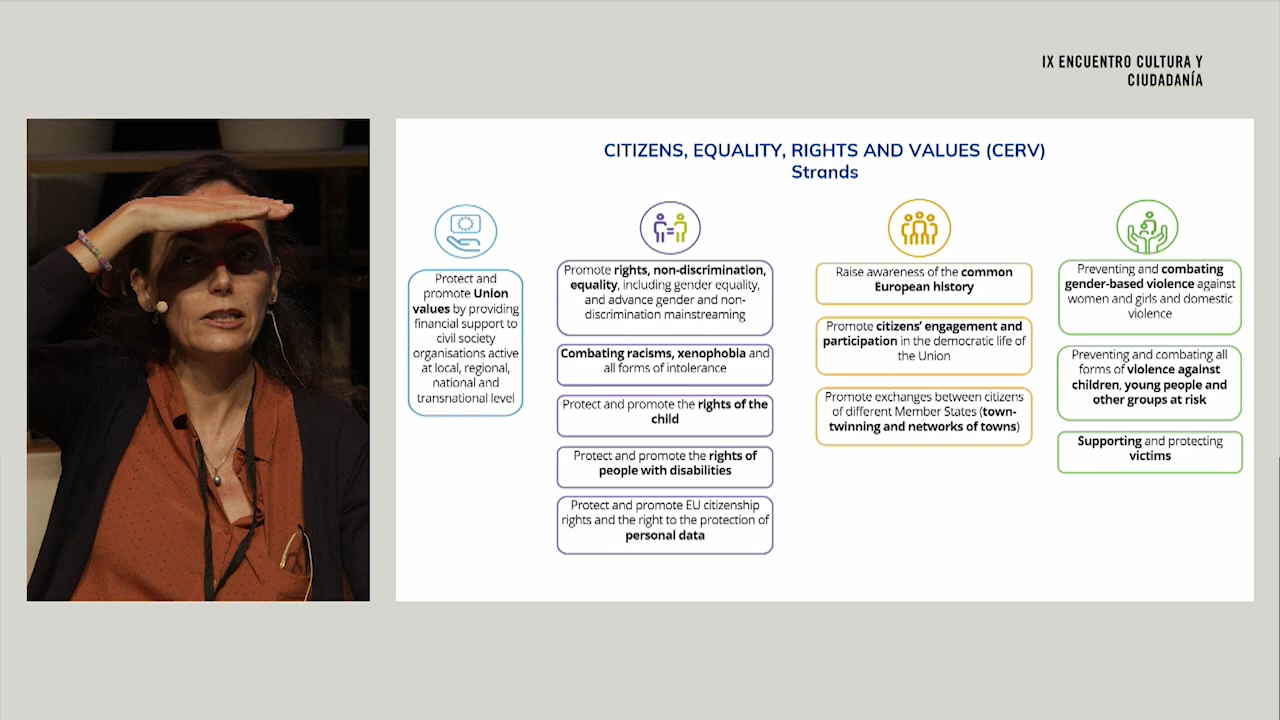 IX ENCUENTRO CULTURA Y
CIUDADANÍA
CITIZENS, EQUALITY, RIGHTS AND VALUES (CERV)
Strands
Protect and
promote Union
values by providing
financial support to
civil society
organisations active
at local, regional,
national and
transnational level
Promote rights, non-discrimination,
equality, including gender equality,
and advance gender and non-
discrimination mainstreaming
Combating racisms, xenophobia and
all forms of intolerance
Protect and promote the rights of the
child
Protect and promote the rights of
people with disabilities
Protect and promote EU citizenship
rights and the right to the protection of
personal data
Raise awareness of the common
European history
Promote citizens' engagement and
participation in the democratic life of
the Union
Promote exchanges between citizens
of different Member States (town-
twinning and networks of towns)
Preventing and combating
gender-based violence against
women and girls and domestic
violence
Preventing and combating all
forms of violence against
children, young people and
other groups at risk
Supporting and protecting
victims